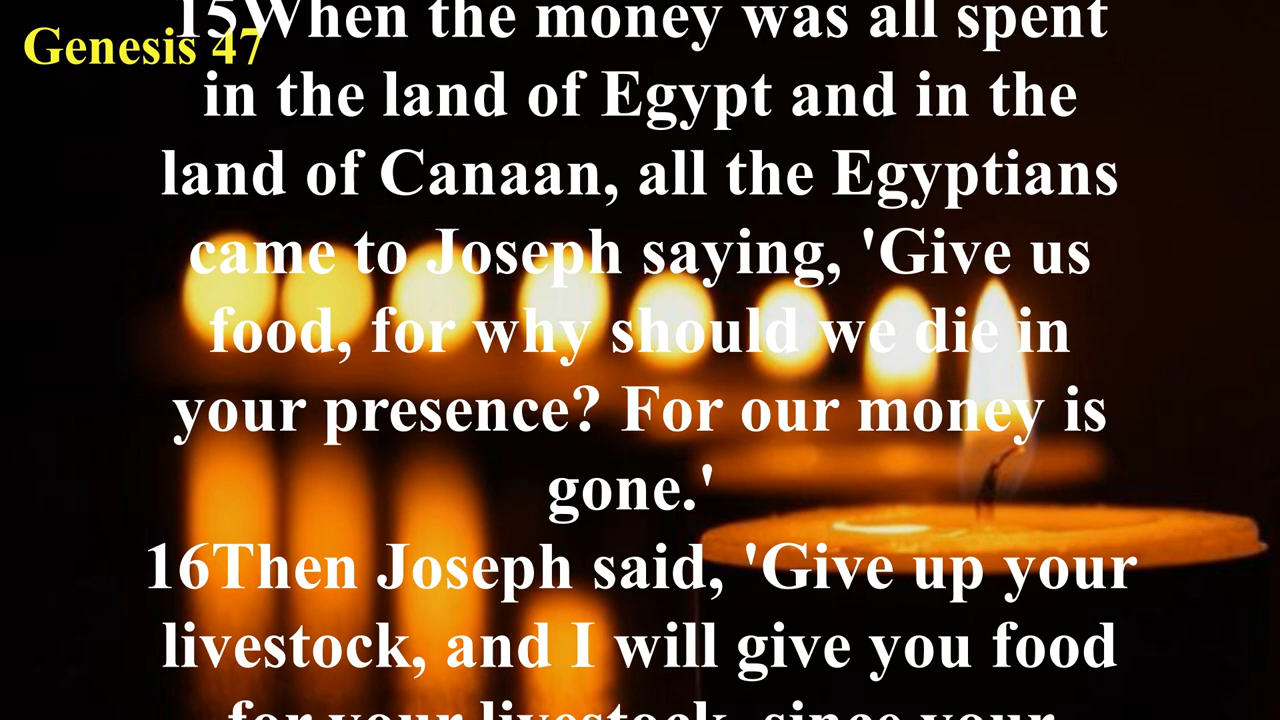 Genesis 47
15When the money was all spent
in the land of Egypt and in the
land of Canaan, all the Egyptians
came to Joseph saying, 'Give us
food, for why should we die in
your presence? For our money is
gone.'
16Then Joseph said, 'Give up your
livestock, and I will give you food
for your livestock, since your